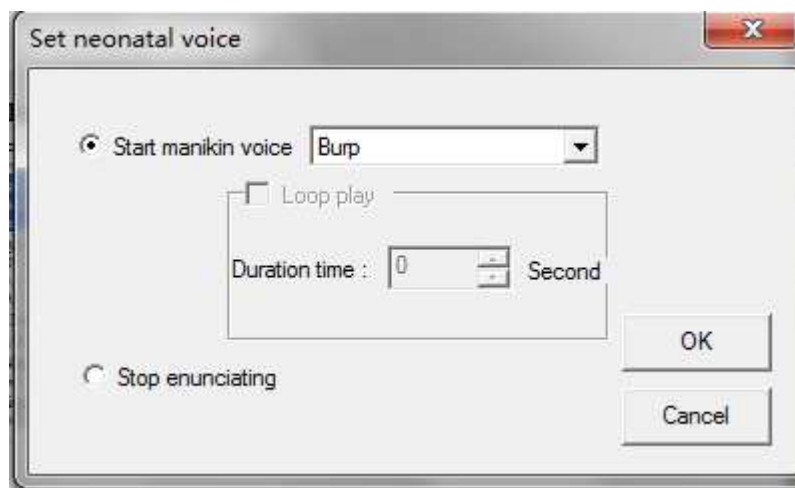 Set neonatal voice
Start manikin voice Burp
Loop play
Duration time : 0 Second
OK
Stop enunciating
Cancel